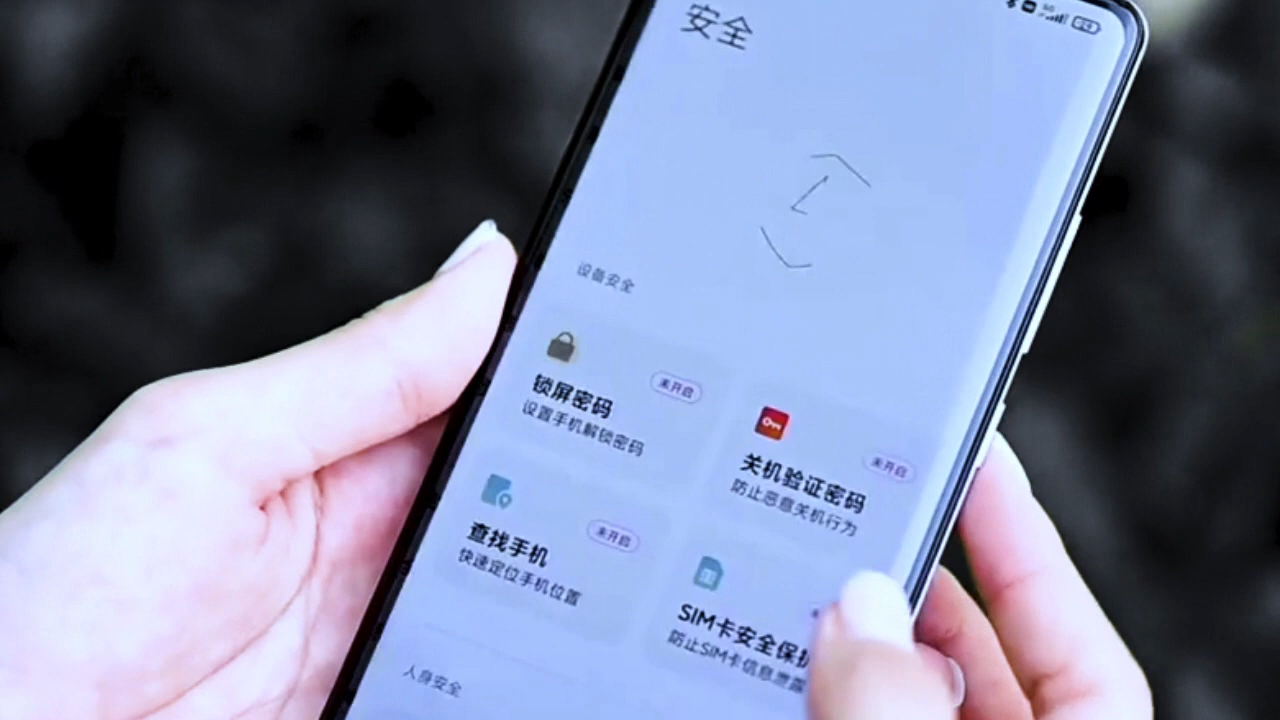 安全
5G
设备安全
未开启
锁屏密码
设置手机解锁密码
未开启
关机验证密码
防止恶意关机行为
未开启
查找手机
快速定位手机位置
SIM卡安全保护
防止SIM卡信息泄露
人身安全